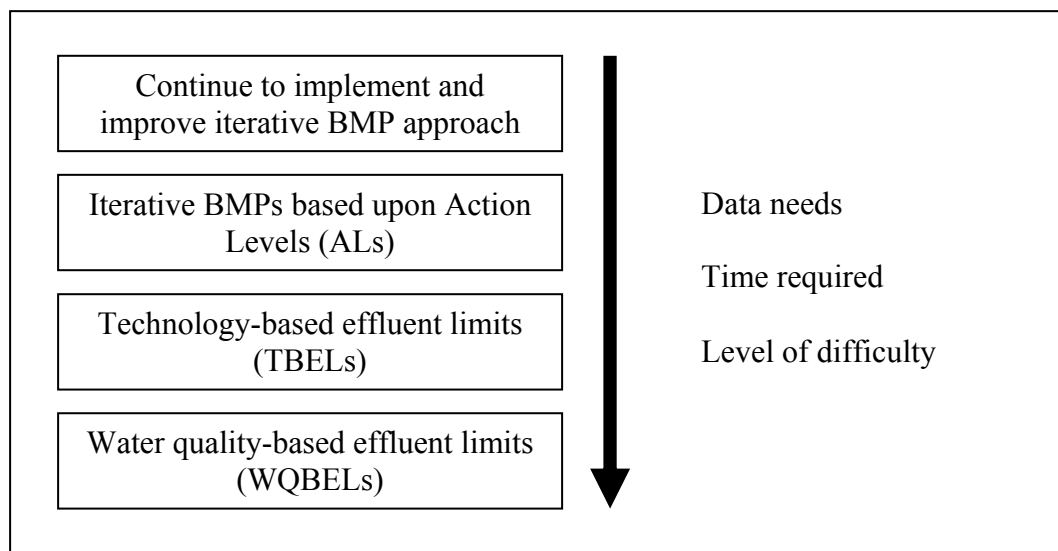 Continue to implement and
improve iterative BMP approach
Iterative BMPs based upon Action
Levels (ALs)
Technology-based effluent limits
(TBELs)
Water quality-based effluent limits
(WQBELs)
Data needs
Time required
Level of difficulty